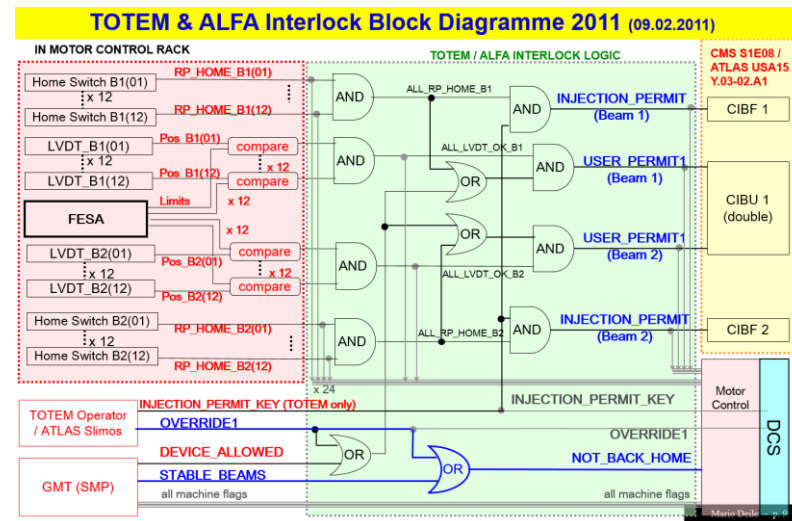 TOTEM & ALFA Interlock Block Diagramme 2011 (09.02.2011)
IN MOTOR CONTROL RACK
TOTEM / ALFA INTERLOCK LOGIC
CMS S1E08 /
ATLAS USA15
Y.03-02.A1
Home Switch B1(01)
RP_HOME_B1(01)
x 12
Home Switch B1(12)
RP_HOME_B1(12)
AND
ALL_RP_HOME_B1
AND
INJECTION_PERMIT
(Beam 1)
CIBF 1
LVDT_B1(01)
Pos_B1(01)
compare
x 12
x 12
LVDT_B1(12)
Pos_B1(12)
compare
AND
ALL_LVDT_OK_B1
OR
AND
USER_PERMIT1
(Beam 1)
Limits
x 12
FESA
x 12
CIBU 1
(double)
LVDT_B2(01)
Pos_B2(01)
compare
x 12
x 12
LVDT_B2(12)
Pos_B2(12)
compare
AND
ALL_LVDT_OK_B2
OR
AND
USER_PERMIT1
(Beam 2)
Home Switch B2(01)
RP_HOME_B2(01)
x 12
Home Switch B2(12)
RP_HOME_B2(12)
AND
ALL_RP_HOME_B2
AND
INJECTION_PERMIT
(Beam 2)
CIBF 2
x 24
TOTEM Operator
/ ATLAS Slimos
INJECTION_PERMIT_KEY (TOTEM only)
INJECTION_PERMIT_KEY
OVERRIDE1
OVERRIDE1
Motor
Control
DCS
GMT (SMP)
DEVICE_ALLOWED
OR
STABLE_BEAMS
OR
NOT_BACK_HOME
all machine flags
all machine flags
Mario Deile – p. 9